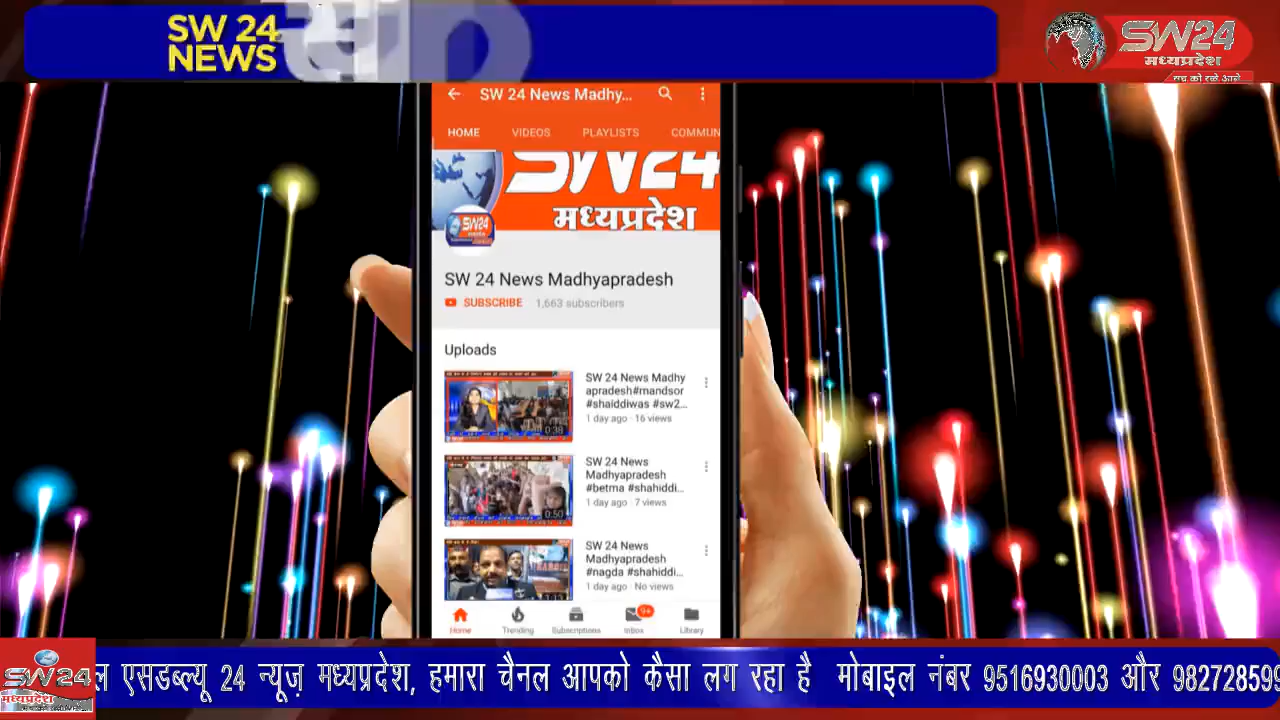 SW 24
NEWS
SW24
मध्यप्रदेश
SW 24 News Madhy...
HOME VIDEOS PLAYLISTS COMMUN
SW24
मध्यप्रदेश
SW24
SW 24 News Madhyapradesh
SUBSCRIBE 1,663 subscribers
Uploads
SW 24 News Madhy
apradesh#mandsor
#shaiddiwas #sw2...
1 day ago · 16 views
0:38
SW 24 News
Madhyapradesh
#betma #shahiddi...
1 day ago · 7 views
0:50
SW 24 News
Madhyapradesh
#nagda #shahiddi...
1 day ago · No views
Home Trending Subscriptions Inbox 9+ Library
SW24
मध्यप्रदेश
ल एसडब्ल्यू 24 न्यूज़ मध्यप्रदेश, हमारा चैनल आपको कैसा लग रहा है मोबाइल नंबर 9516930003 और 982728599